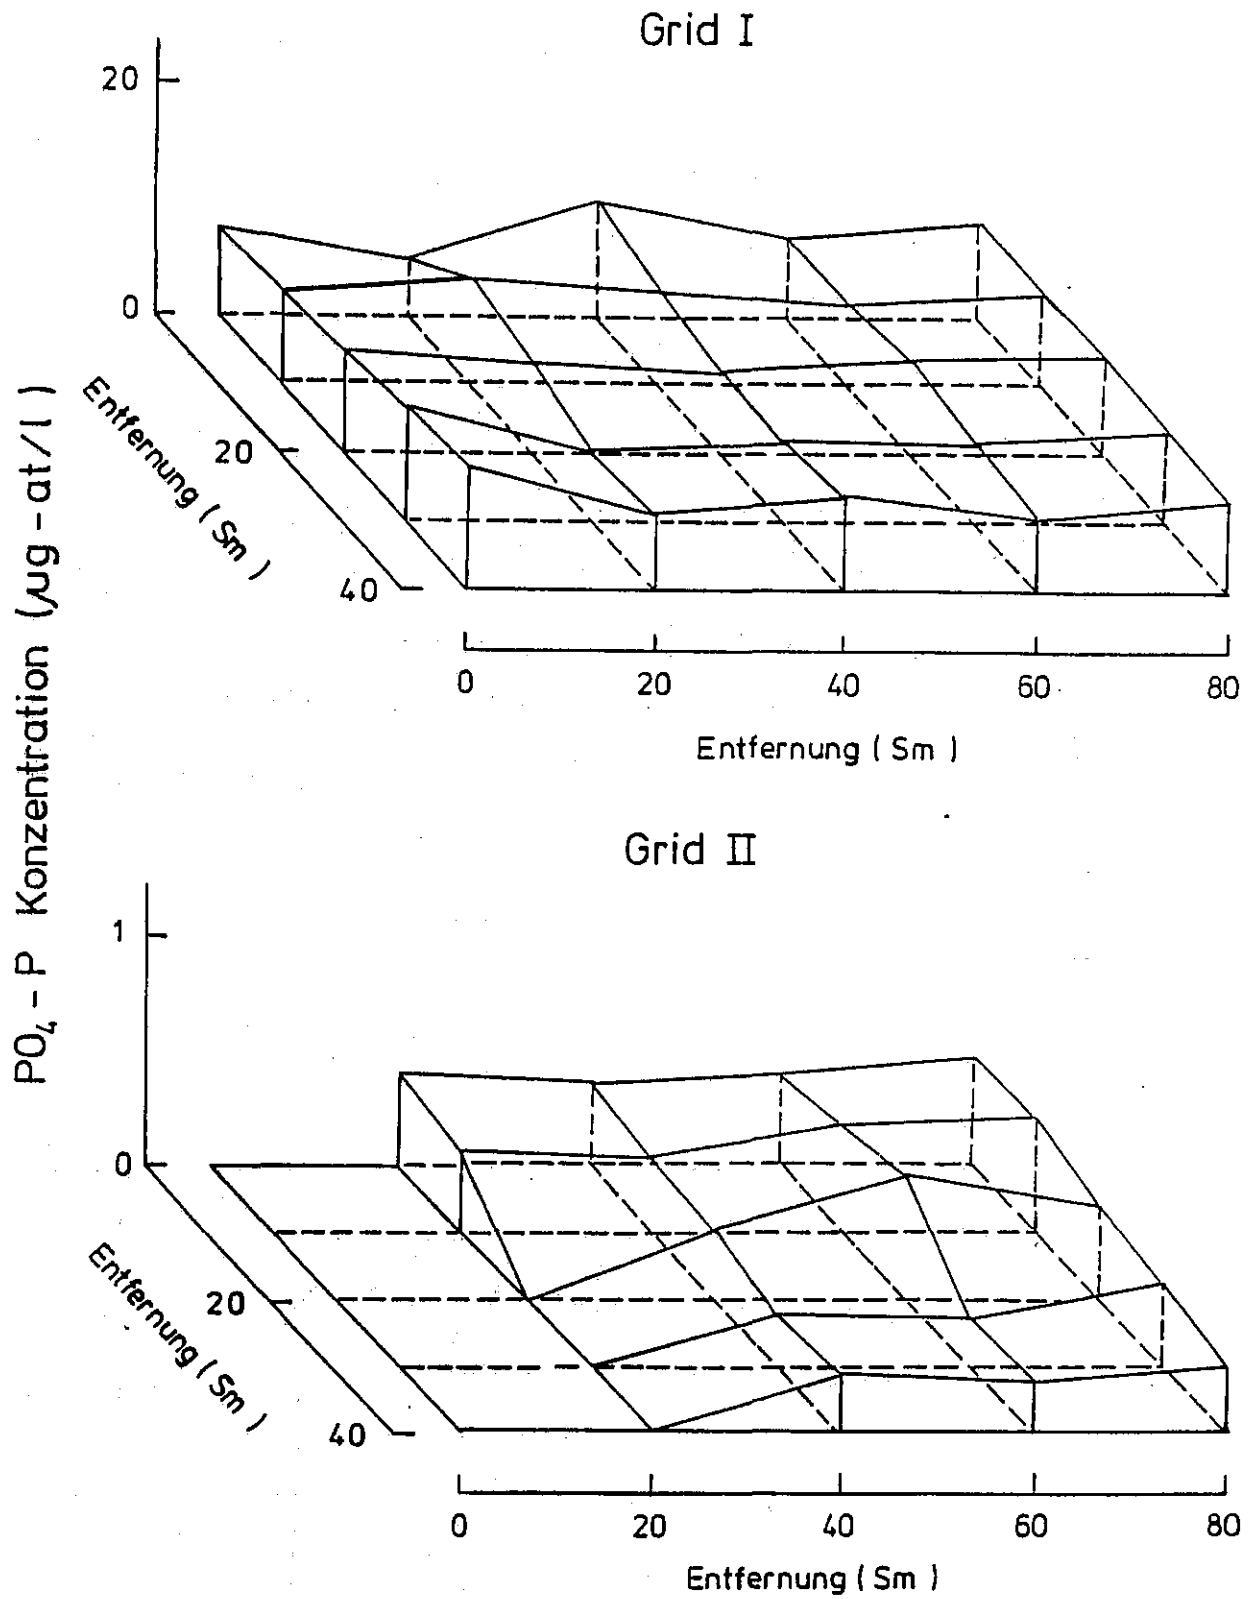 Grid I
20
0
20
40
Entfernung ( Sm )
0 20 40 60 80
Entfernung ( Sm )
PO₄ - P Konzentration (µg - at / l )
Grid II
1
0
20
40
Entfernung ( Sm )
0 20 40 60 80
Entfernung ( Sm )